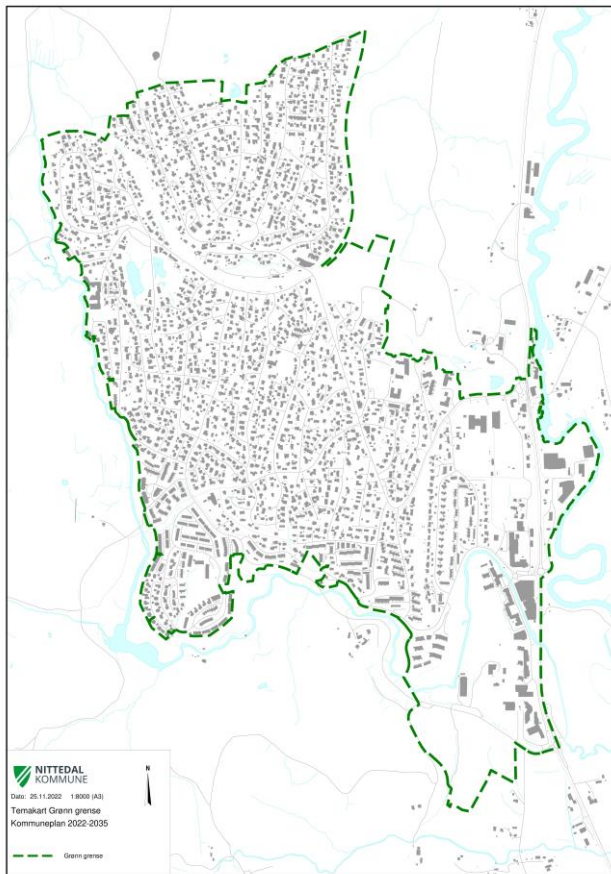 NITTEDAL
KOMMUNE
N
Dato: 25.11.2022 1:8000 (A3)
Temakart Grønn grense
Kommuneplan 2022-2035
Grønn grense